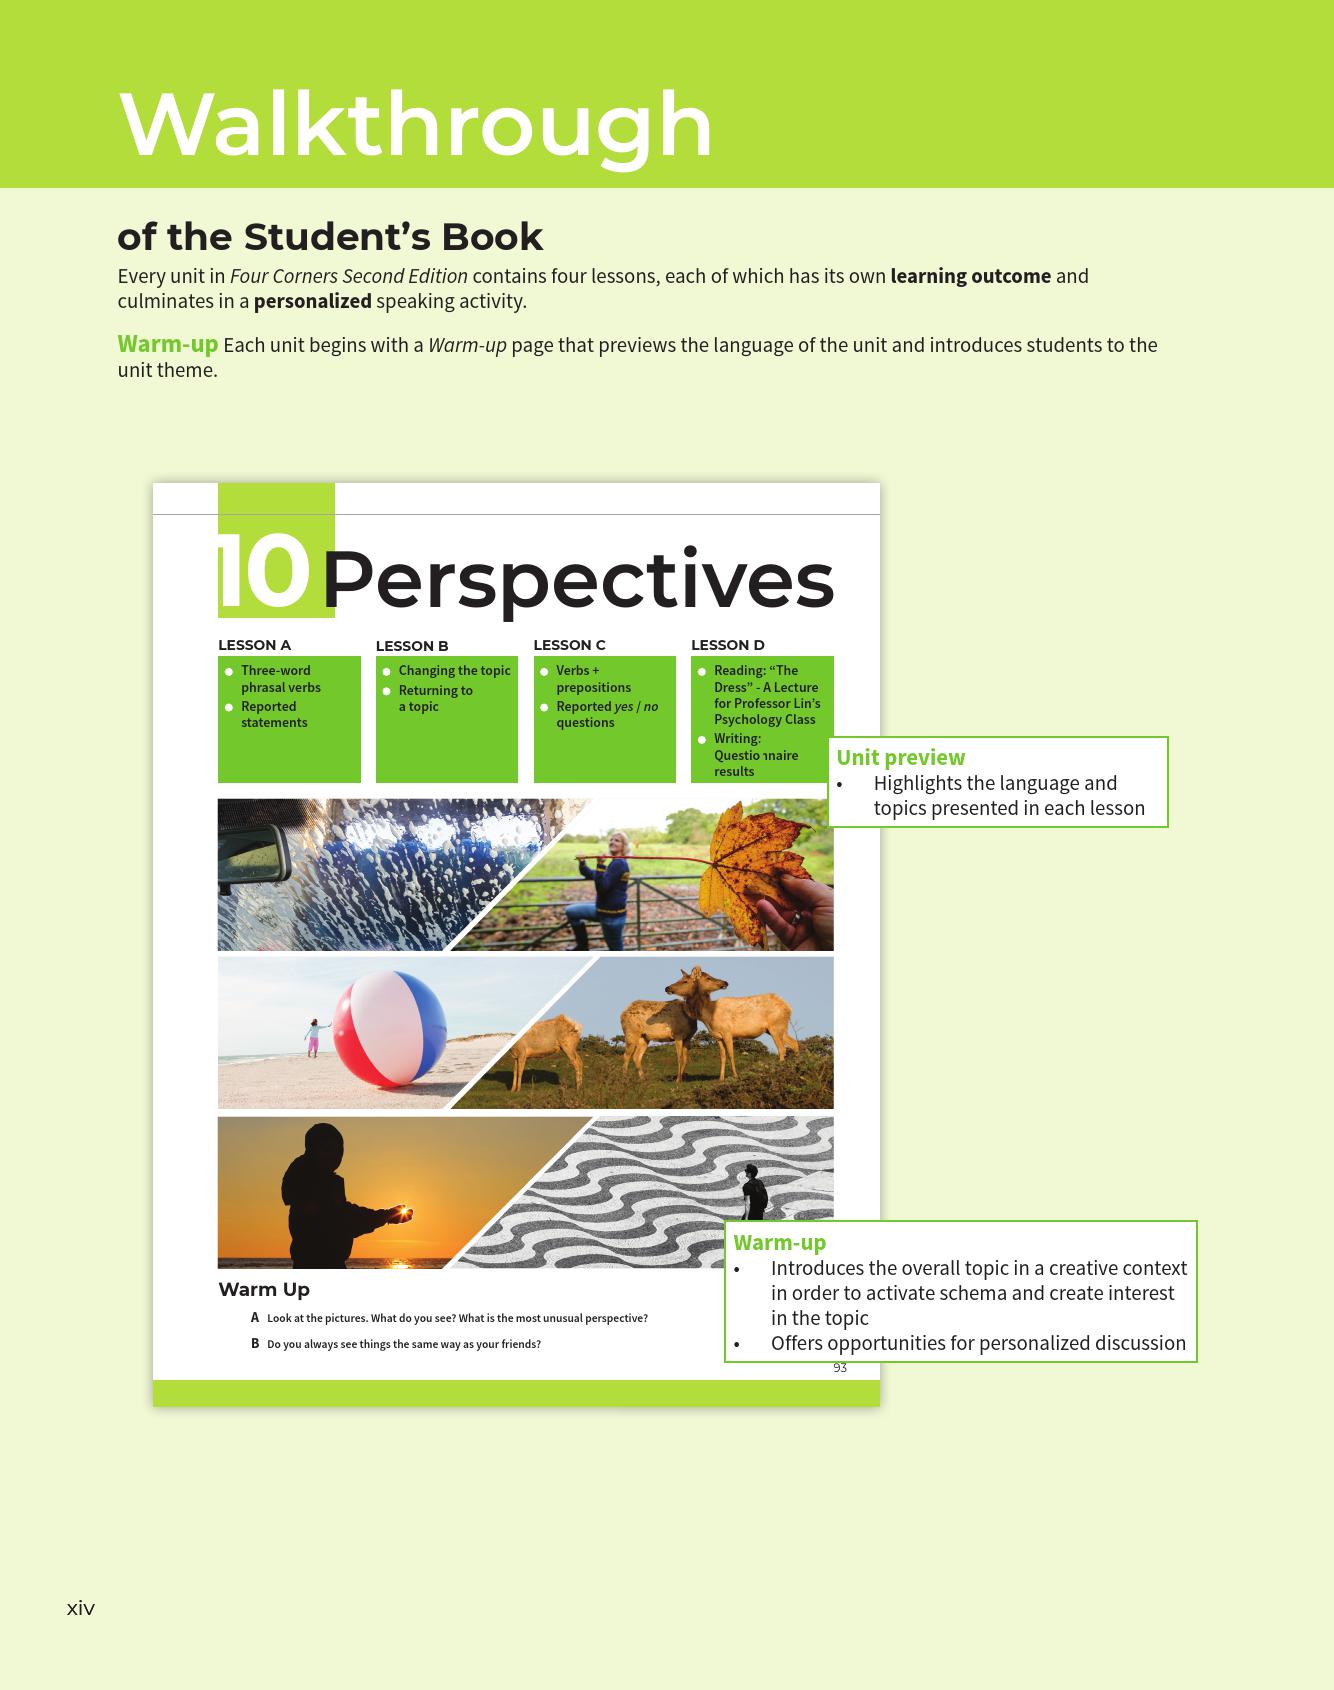 Walkthrough
of the Student’s Book
Every unit in Four Corners Second Edition contains four lessons, each of which has its own learning outcome and
culminates in a personalized speaking activity.
Warm-up Each unit begins with a Warm-up page that previews the language of the unit and introduces students to the
unit theme.
10 Perspectives
LESSON A
● Three-word
phrasal verbs
● Reported
statements
LESSON B
● Changing the topic
● Returning to
a topic
LESSON C
● Verbs +
prepositions
● Reported yes / no
questions
LESSON D
● Reading: “The
Dress” - A Lecture
for Professor Lin’s
Psychology Class
● Writing:
Questionnaire
results
Unit preview
• Highlights the language and
topics presented in each lesson
Warm-up
• Introduces the overall topic in a creative context
in order to activate schema and create interest
in the topic
• Offers opportunities for personalized discussion
Warm Up
A Look at the pictures. What do you see? What is the most unusual perspective?
B Do you always see things the same way as your friends?
93
xiv